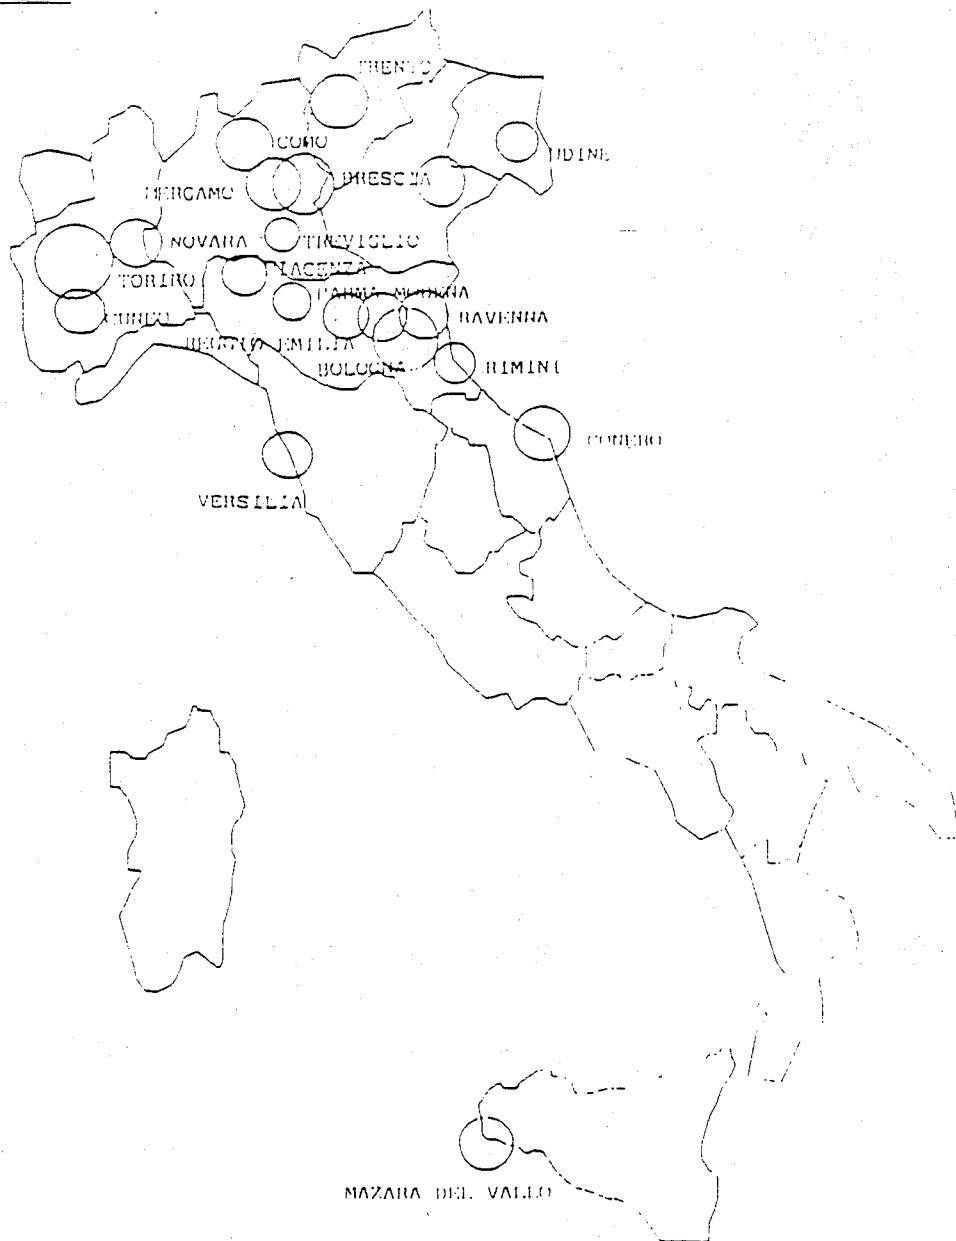 TRENTO
COMO
UDINE
BERGAMO
BRESCIA
NOVARA
TREVIGLIO
PIACENZA
TORIRO
PARMA MODENA
CUNEO
RAVENNA
REGGIO EMILIA
BOLOGNA
RIMINI
CONERO
VERSILIA
MAZARA DEL VALLO